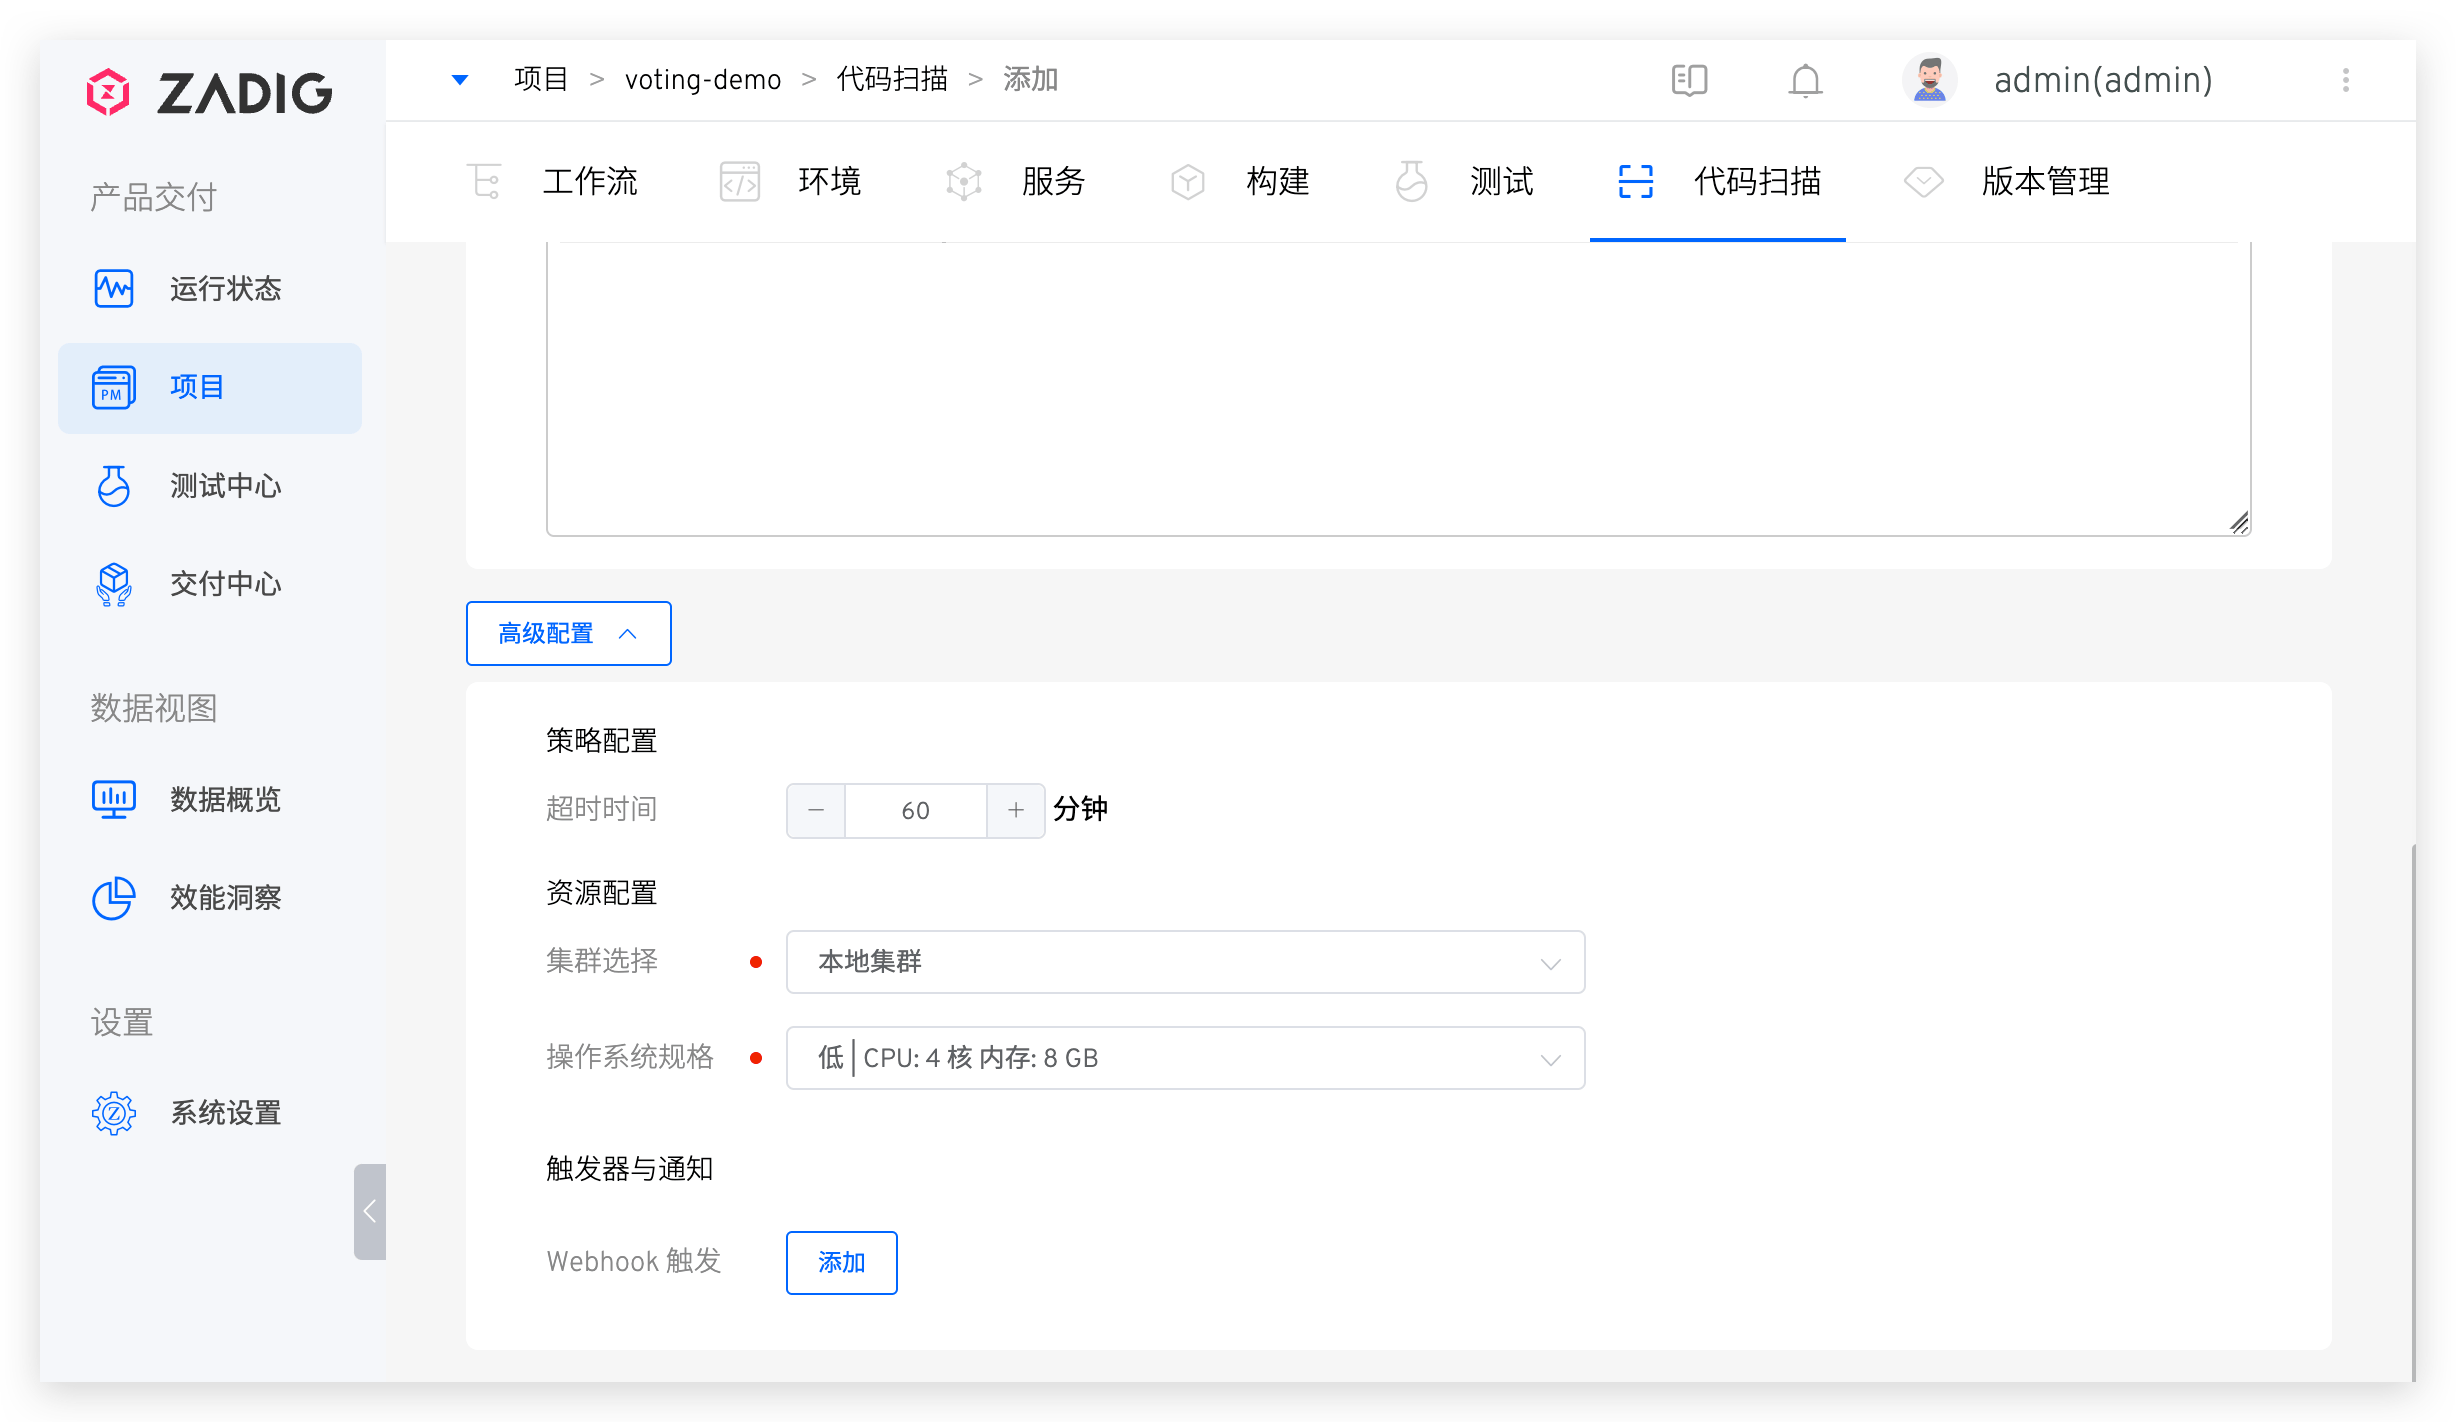 ZADIG
项目 > voting-demo > 代码扫描 > 添加
admin(admin)
工作流 环境 服务 构建 测试 代码扫描 版本管理
产品交付
运行状态
PM 项目
测试中心
交付中心
数据视图
数据概览
效能洞察
设置
Z 系统设置
高级配置
策略配置
超时时间 − 60 + 分钟
资源配置
集群选择 本地集群
操作系统规格 低 | CPU: 4 核 内存: 8 GB
触发器与通知
Webhook 触发 添加